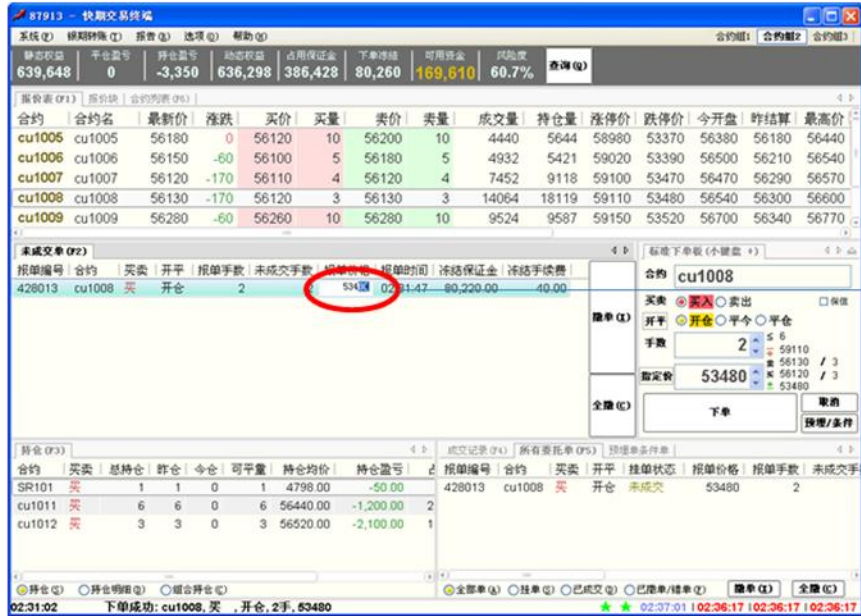 87913 - 快期交易终端
系统(P) 银期转账(T) 报告(B) 选项(O) 帮助(H) 合约组1 合约组2 合约组3
静态权益 平仓盈亏 持仓盈亏 动态权益 占用保证金 下单冻结 可用资金 风险度
639,648 0 -3,350 636,298 386,428 80,260 169,610 60.7% 查询(Q)
报价表(F1) 报价块 合约列表(F6)
合约 合约名 最新价 涨跌 买价 买量 卖价 卖量 成交量 持仓量 涨停价 跌停价 今开盘 昨结算 最高价
cu1005 cu1005 56180 0 56120 10 56200 10 4440 5644 58980 53370 56380 56180 56440
cu1006 cu1006 56150 -60 56100 5 56180 5 4932 5421 59020 53390 56500 56210 56540
cu1007 cu1007 56120 -170 56110 4 56120 4 7452 9118 59100 53470 56470 56290 56570
cu1008 cu1008 56130 -170 56120 3 56130 3 14064 18119 59110 53480 56540 56300 56600
cu1009 cu1009 56280 -60 56260 10 56280 10 9524 9587 59150 53520 56700 56340 56770
未成交单(F2) 标准下单板(小键盘 +)
报单编号 合约 买卖 开平 报单手数 未成交手数 报单价格 报单时间 冻结保证金 冻结手续费
428013 cu1008 买 开仓 2 2 534 02:31:47 80,220.00 40.00
撤单(X)
全撤(C)
合约 cu1008
买卖 买入 卖出 保值
开平 开仓 平今 平仓
手数 2 ≤ 6
59110
卖 56130 / 3
指定价 53480 买 56120 / 3
53480
下单 取消
预埋/条件
持仓(F3) 成交记录(F4) 所有委托单(F5) 预埋单条件单
合约 买卖 总持仓 昨仓 今仓 可平量 持仓均价 持仓盈亏
SR101 买 1 1 0 1 4798.00 -50.00
cu1011 买 6 6 0 6 56440.00 -1,200.00 2
cu1012 买 3 3 0 3 56520.00 -2,100.00 1
报单编号 合约 买卖 开平 挂单状态 报单价格 报单手数 未成交手
428013 cu1008 买 开仓 未成交 53480 2
持仓(S) 持仓明细(D) 组合持仓(C)
全部单(A) 挂单(S) 已成交(D) 已撤单/错单(F) 撤单(X) 全撤(C)
02:31:02 下单成功: cu1008, 买 , 开仓, 2手, 53480 02:37:01 02:36:17 02:36:17 02:36:17